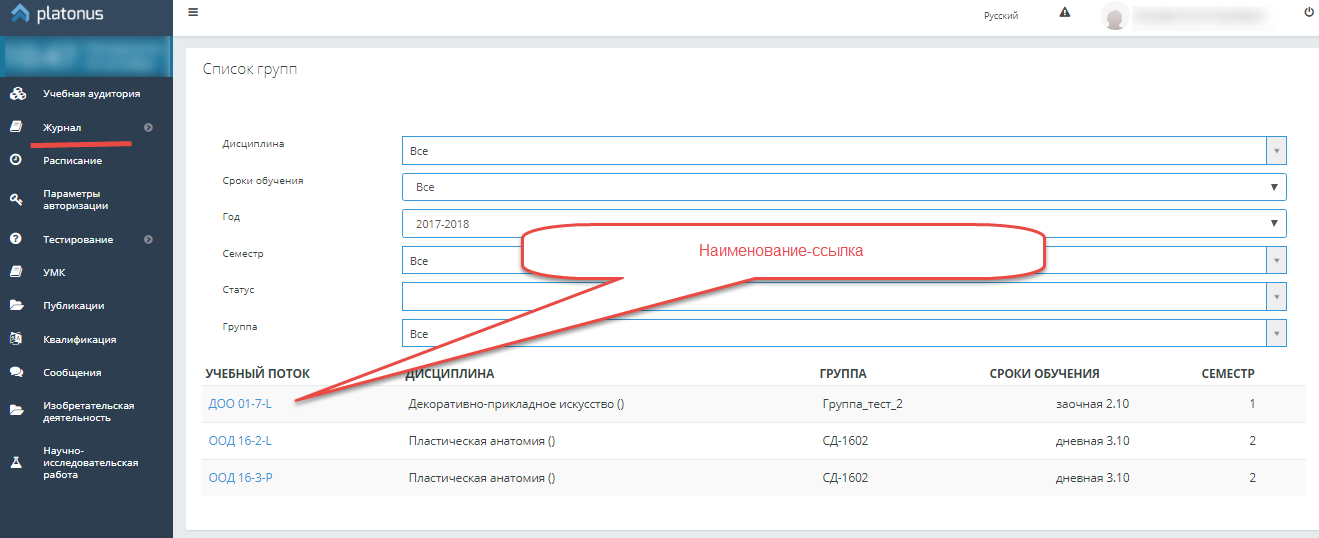 platonus
Русский
Учебная аудитория
Журнал
Расписание
Параметры
авторизации
Тестирование
УМК
Публикации
Квалификация
Сообщения
Изобретательская
деятельность
Научно-
исследовательская
работа
Список групп
Дисциплина Все
Сроки обучения Все
Год 2017-2018
Наименование-ссылка
Семестр Все
Статус
Группа Все
УЧЕБНЫЙ ПОТОК ДИСЦИПЛИНА ГРУППА СРОКИ ОБУЧЕНИЯ СЕМЕСТР
ДОО 01-7-L Декоративно-прикладное искусство () Группа_тест_2 заочная 2.10 1
ООД 16-2-L Пластическая анатомия () СД-1602 дневная 3.10 2
ООД 16-3-P Пластическая анатомия () СД-1602 дневная 3.10 2